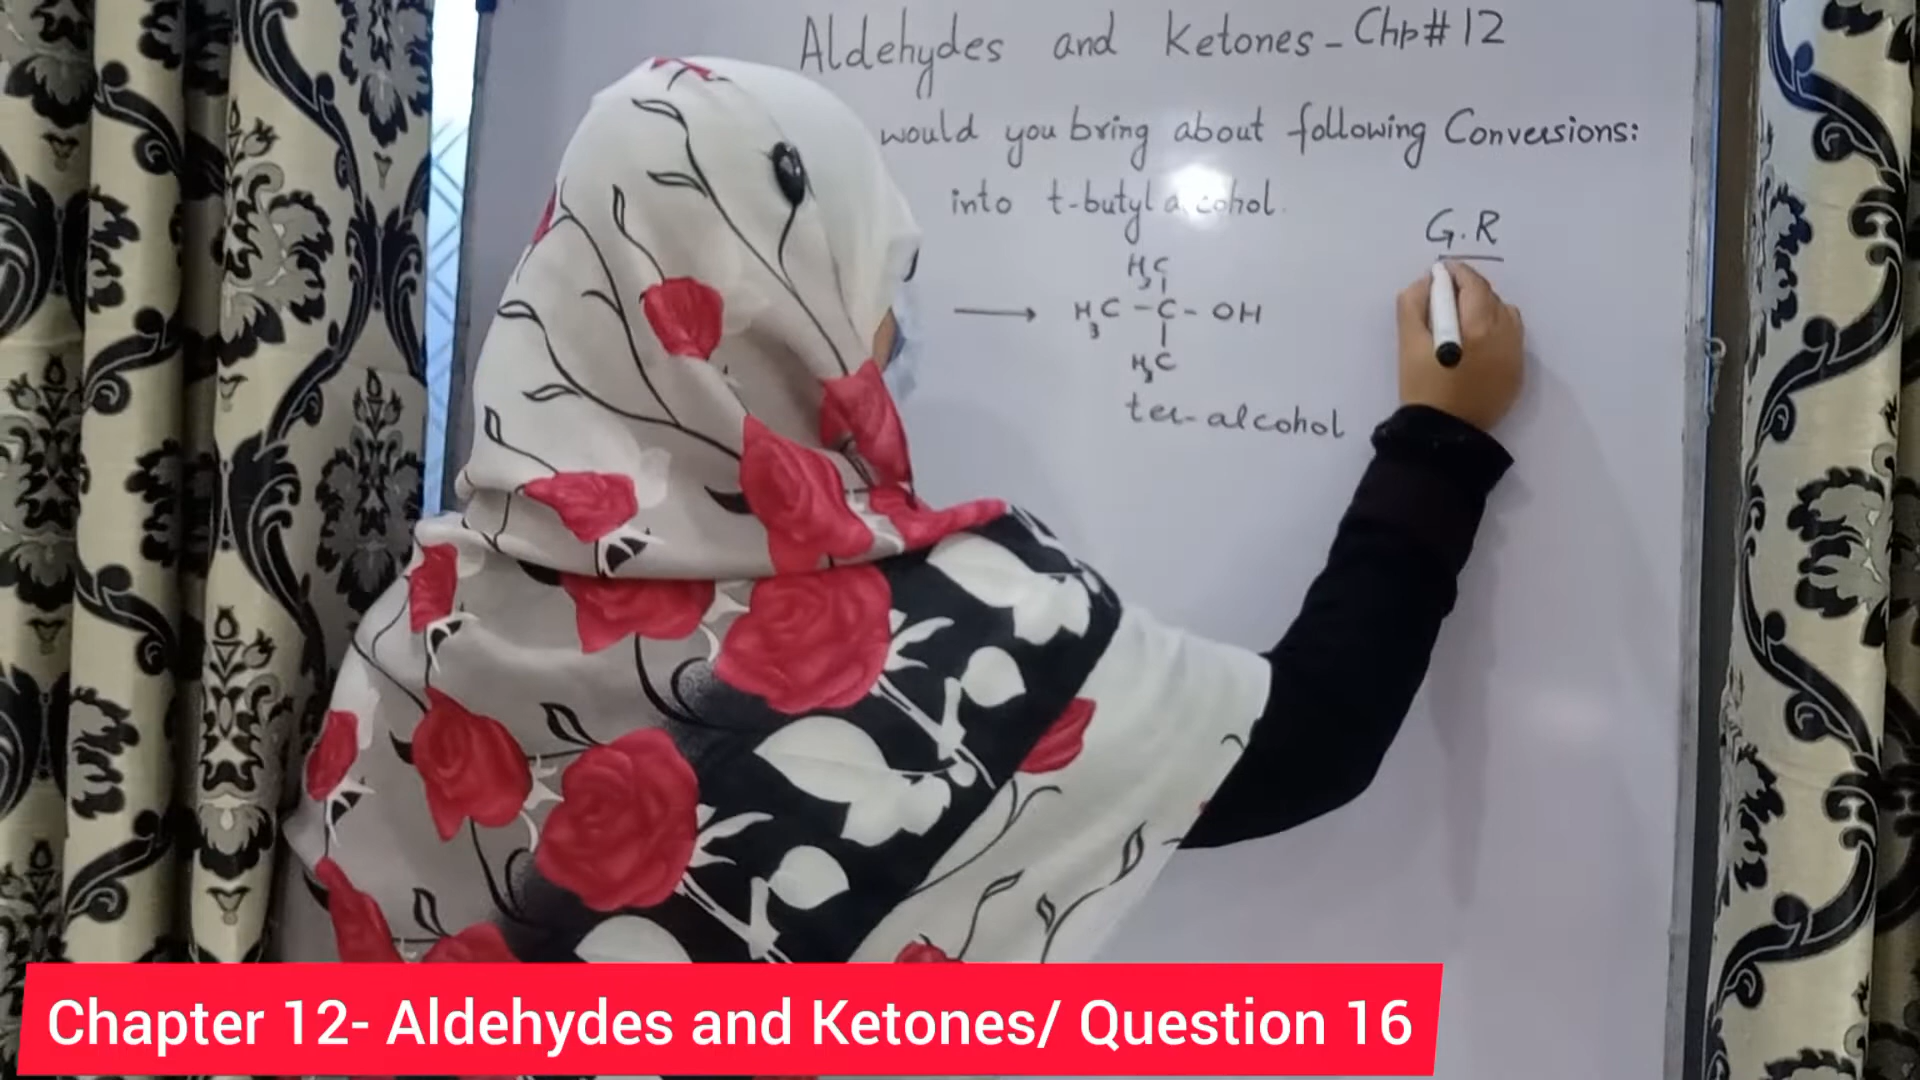 Aldehydes and Ketones - Chp# 12
would you bring about following Conversions:
into t-butyl alcohol.
G.R
H3C
H3C - C - OH
H3C
ter-alcohol
Chapter 12- Aldehydes and Ketones/ Question 16